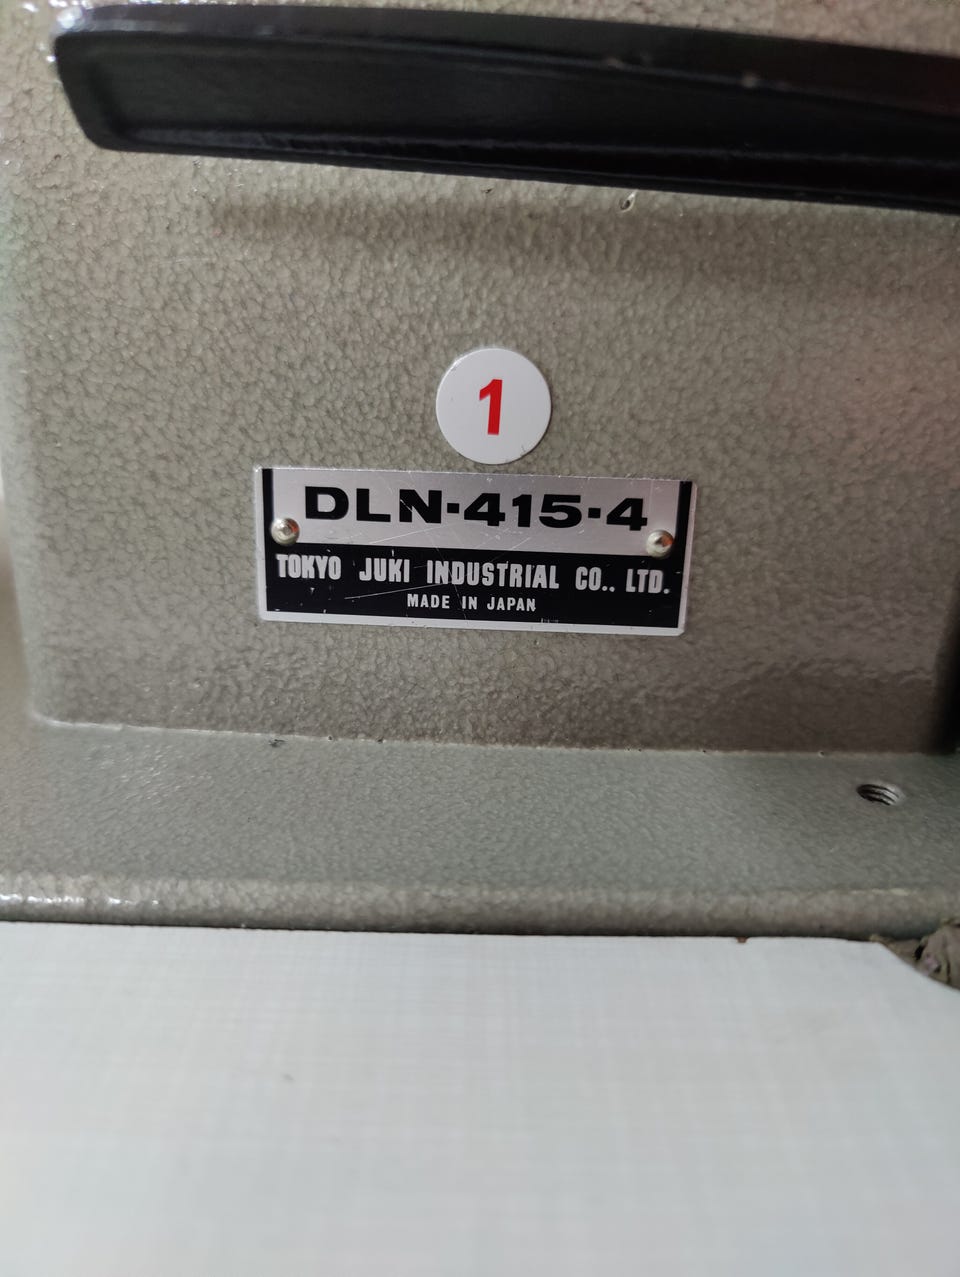 1
DLN-415-4
TOKYO JUKI INDUSTRIAL CO., LTD.
MADE IN JAPAN